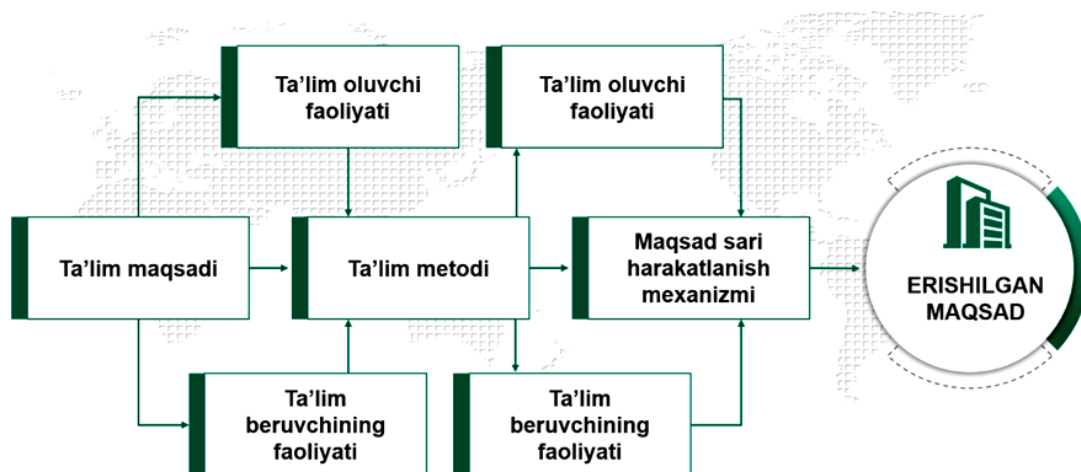 Ta’lim oluvchi
faoliyati
Ta’lim oluvchi
faoliyati
Ta’lim maqsadi
Ta’lim metodi
Maqsad sari
harakatlanish
mexanizmi
ERISHILGAN
MAQSAD
Ta’lim
beruvchining
faoliyati
Ta’lim
beruvchining
faoliyati